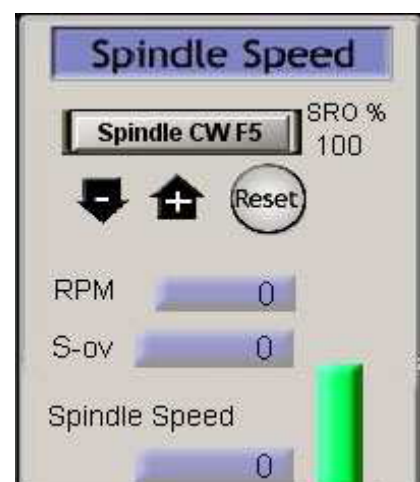 Spindle Speed
Spindle CW F5
SRO %
100
- + Reset
RPM 0
S-ov 0
Spindle Speed
0